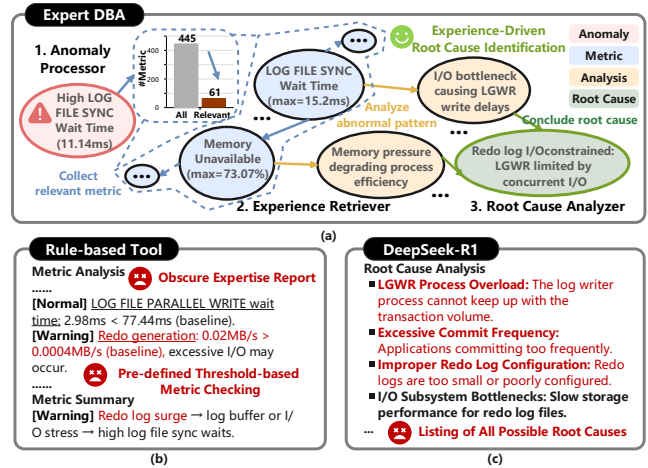 Expert DBA
1. Anomaly
Processor
High LOG
FILE SYNC
Wait Time
(11.14ms)
#Metric
400
200
0
445
61
All Relevant
Collect
relevant metric
•••
LOG FILE SYNC
Wait Time
(max=15.2ms)
...
Memory
Unavailable
(max=73.07%)
•••
2. Experience Retriever
Experience-Driven
Root Cause Identification
Analyze
abnormal pattern
I/O bottleneck
causing LGWR
write delays
...
Memory pressure
degrading process
efficiency
...
Anomaly
Metric
Analysis
Root Cause
Conclude root cause
Redo log I/Oconstrained:
LGWR limited by
concurrent I/O
3. Root Cause Analyzer
(a)
Rule-based Tool
Metric Analysis
Obscure Expertise Report
......
[Normal] LOG FILE PARALLEL WRITE wait
time: 2.98ms < 77.44ms (baseline).
[Warning] Redo generation: 0.02MB/s >
0.0004MB/s (baseline), excessive I/O may
occur.
......
Pre-defined Threshold-based
Metric Checking
Metric Summary
[Warning] Redo log surge → log buffer or I/
O stress → high log file sync waits.
(b)
DeepSeek-R1
Root Cause Analysis
■ LGWR Process Overload: The log writer
process cannot keep up with the
transaction volume.
■ Excessive Commit Frequency:
Applications committing too frequently.
■ Improper Redo Log Configuration: Redo
logs are too small or poorly configured.
■ I/O Subsystem Bottlenecks: Slow storage
performance for redo log files.
...
Listing of All Possible Root Causes
(c)